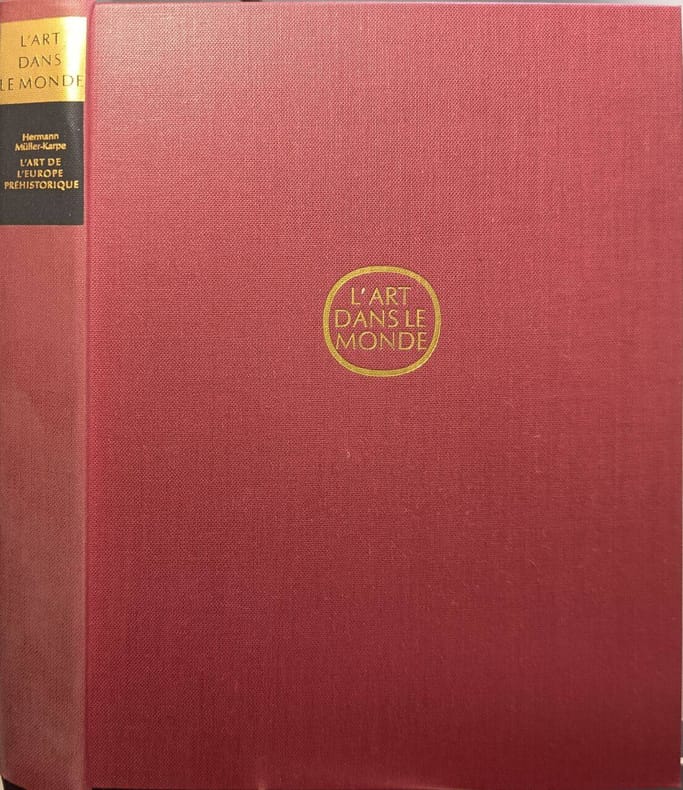 L'ART
DANS
LE MONDE
Hermann
Müller-Karpe
L'ART DE
L'EUROPE
PRÉHISTORIQUE
L'ART
DANS LE
MONDE